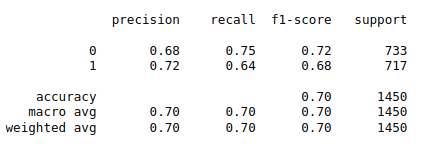 precision recall f1-score support
0 0.68 0.75 0.72 733
1 0.72 0.64 0.68 717
accuracy 0.70 1450
macro avg 0.70 0.70 0.70 1450
weighted avg 0.70 0.70 0.70 1450